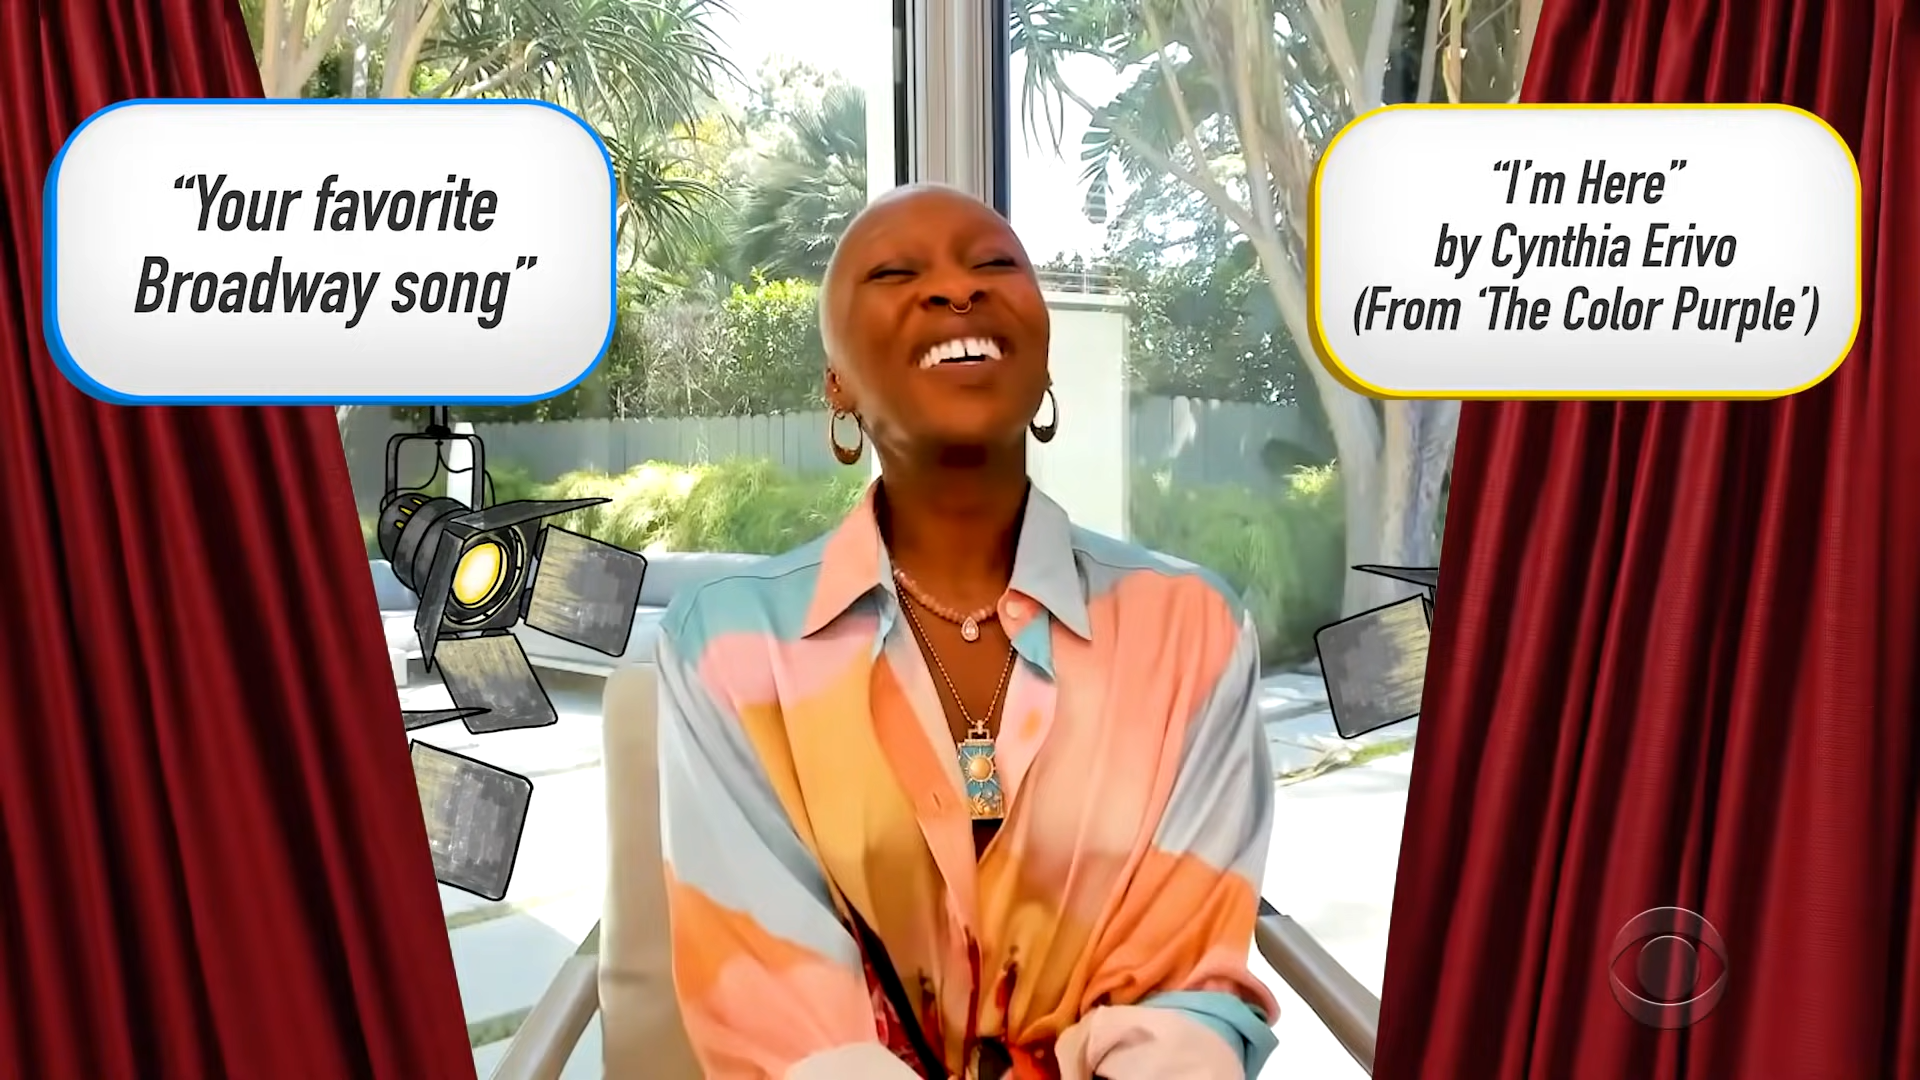 “Your favorite
Broadway song”
“I’m Here”
by Cynthia Erivo
(From ‘The Color Purple’)